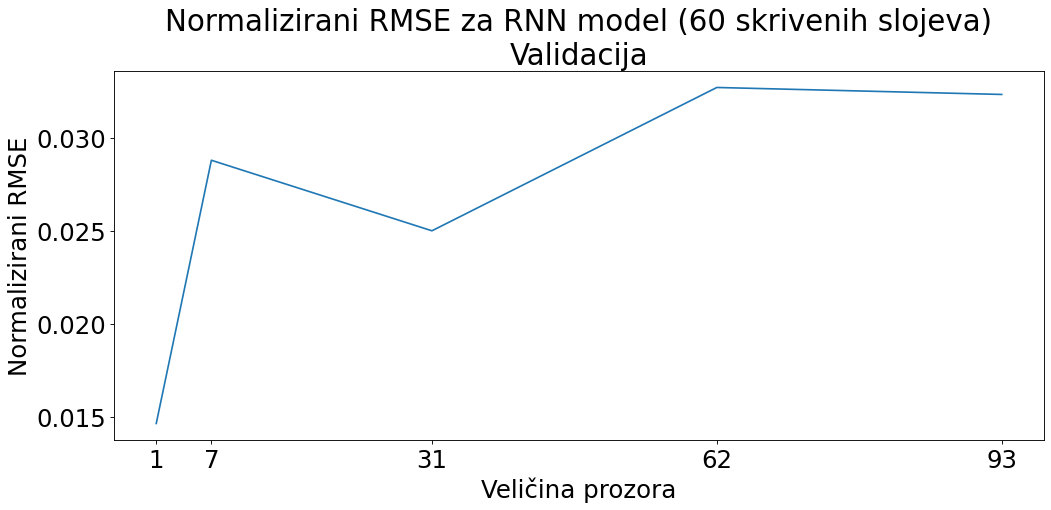 Normalizirani RMSE za RNN model (60 skrivenih slojeva)
Validacija
Normalizirani RMSE
0.030
0.025
0.020
0.015
1 7 31 62 93
Veličina prozora